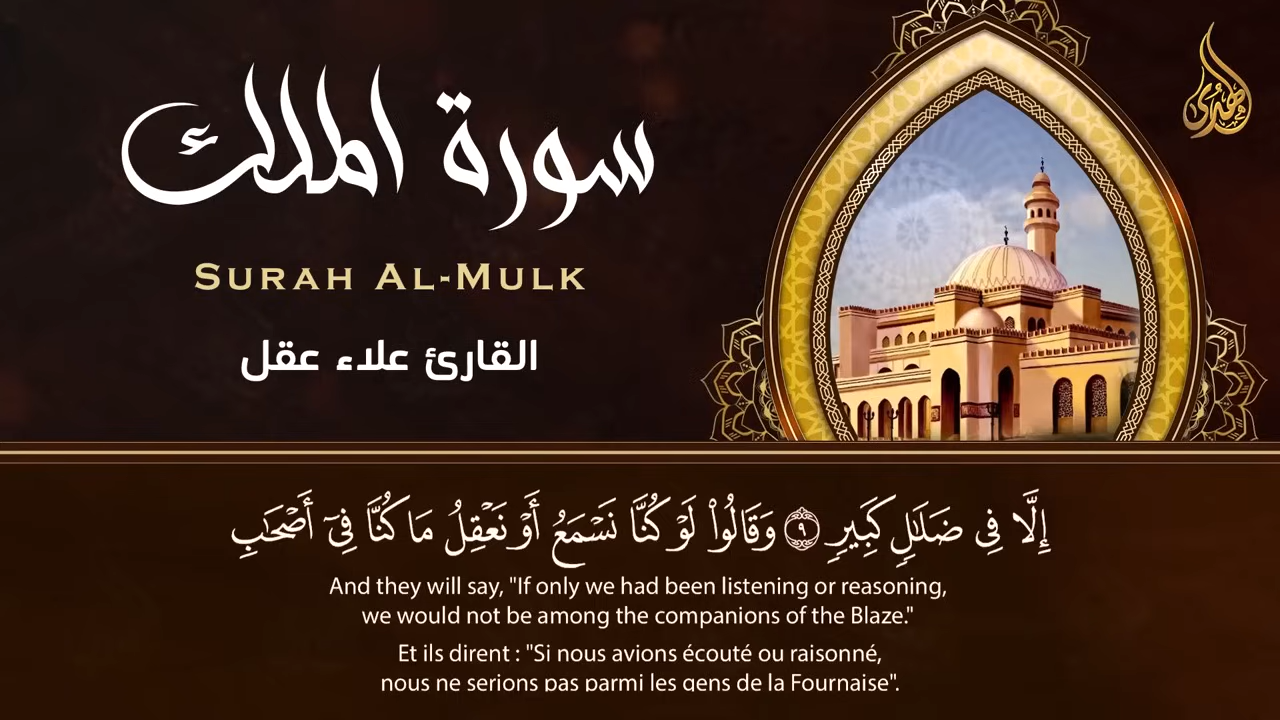 سورة الملك
SURAH AL-MULK
القارئ علاء عقل
الهدى
إِلَّا فِي ضَلَٰلٍ كَبِيرٍ ٩ وَقَالُوا۟ لَوْ كُنَّا نَسْمَعُ أَوْ نَعْقِلُ مَا كُنَّا فِىٓ أَصْحَٰبِ
And they will say, "If only we had been listening or reasoning,
we would not be among the companions of the Blaze."
Et ils dirent : "Si nous avions écouté ou raisonné,
nous ne serions pas parmi les gens de la Fournaise".